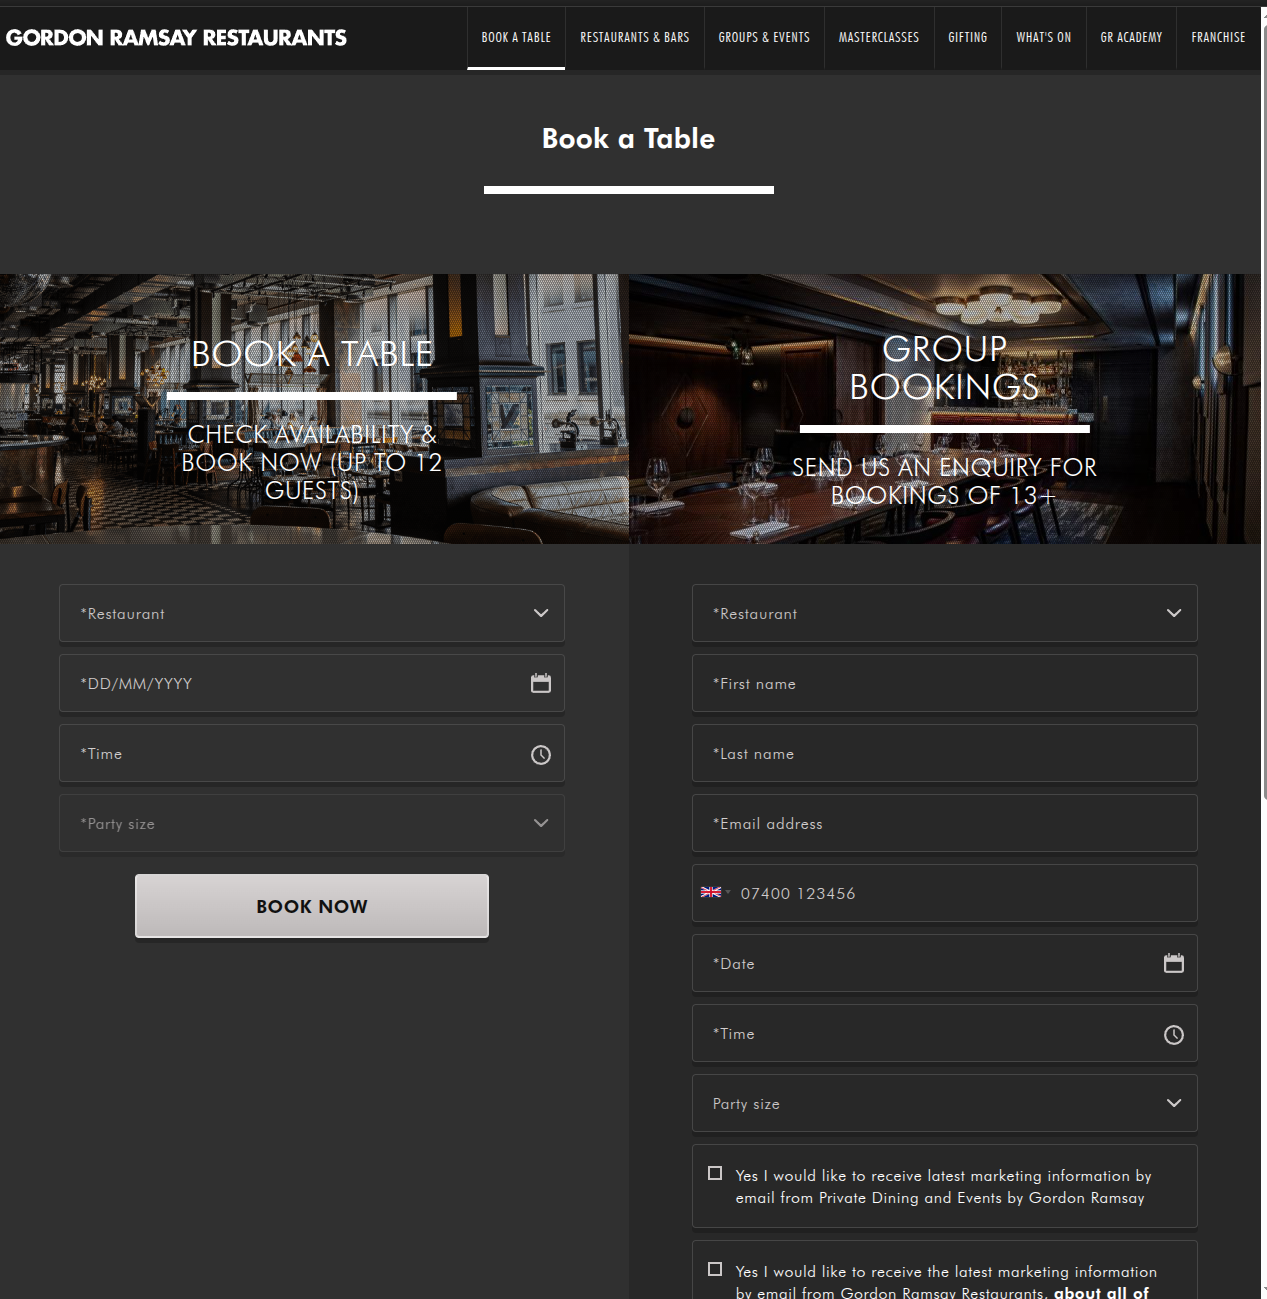 GORDON RAMSAY RESTAURANTS
BOOK A TABLE
RESTAURANTS & BARS
GROUPS & EVENTS
MASTERCLASSES
GIFTING
WHAT'S ON
GR ACADEMY
FRANCHISE
Book a Table
BOOK A TABLE
CHECK AVAILABILITY &
BOOK NOW (UP TO 12
GUESTS)
*Restaurant
*DD/MM/YYYY
*Time
*Party size
BOOK NOW
GROUP
BOOKINGS
SEND US AN ENQUIRY FOR
BOOKINGS OF 13+
*Restaurant
*First name
*Last name
*Email address
07400 123456
*Date
*Time
Party size
Yes I would like to receive latest marketing information by
email from Private Dining and Events by Gordon Ramsay
Yes I would like to receive the latest marketing information
by email from Gordon Ramsay Restaurants, about all of